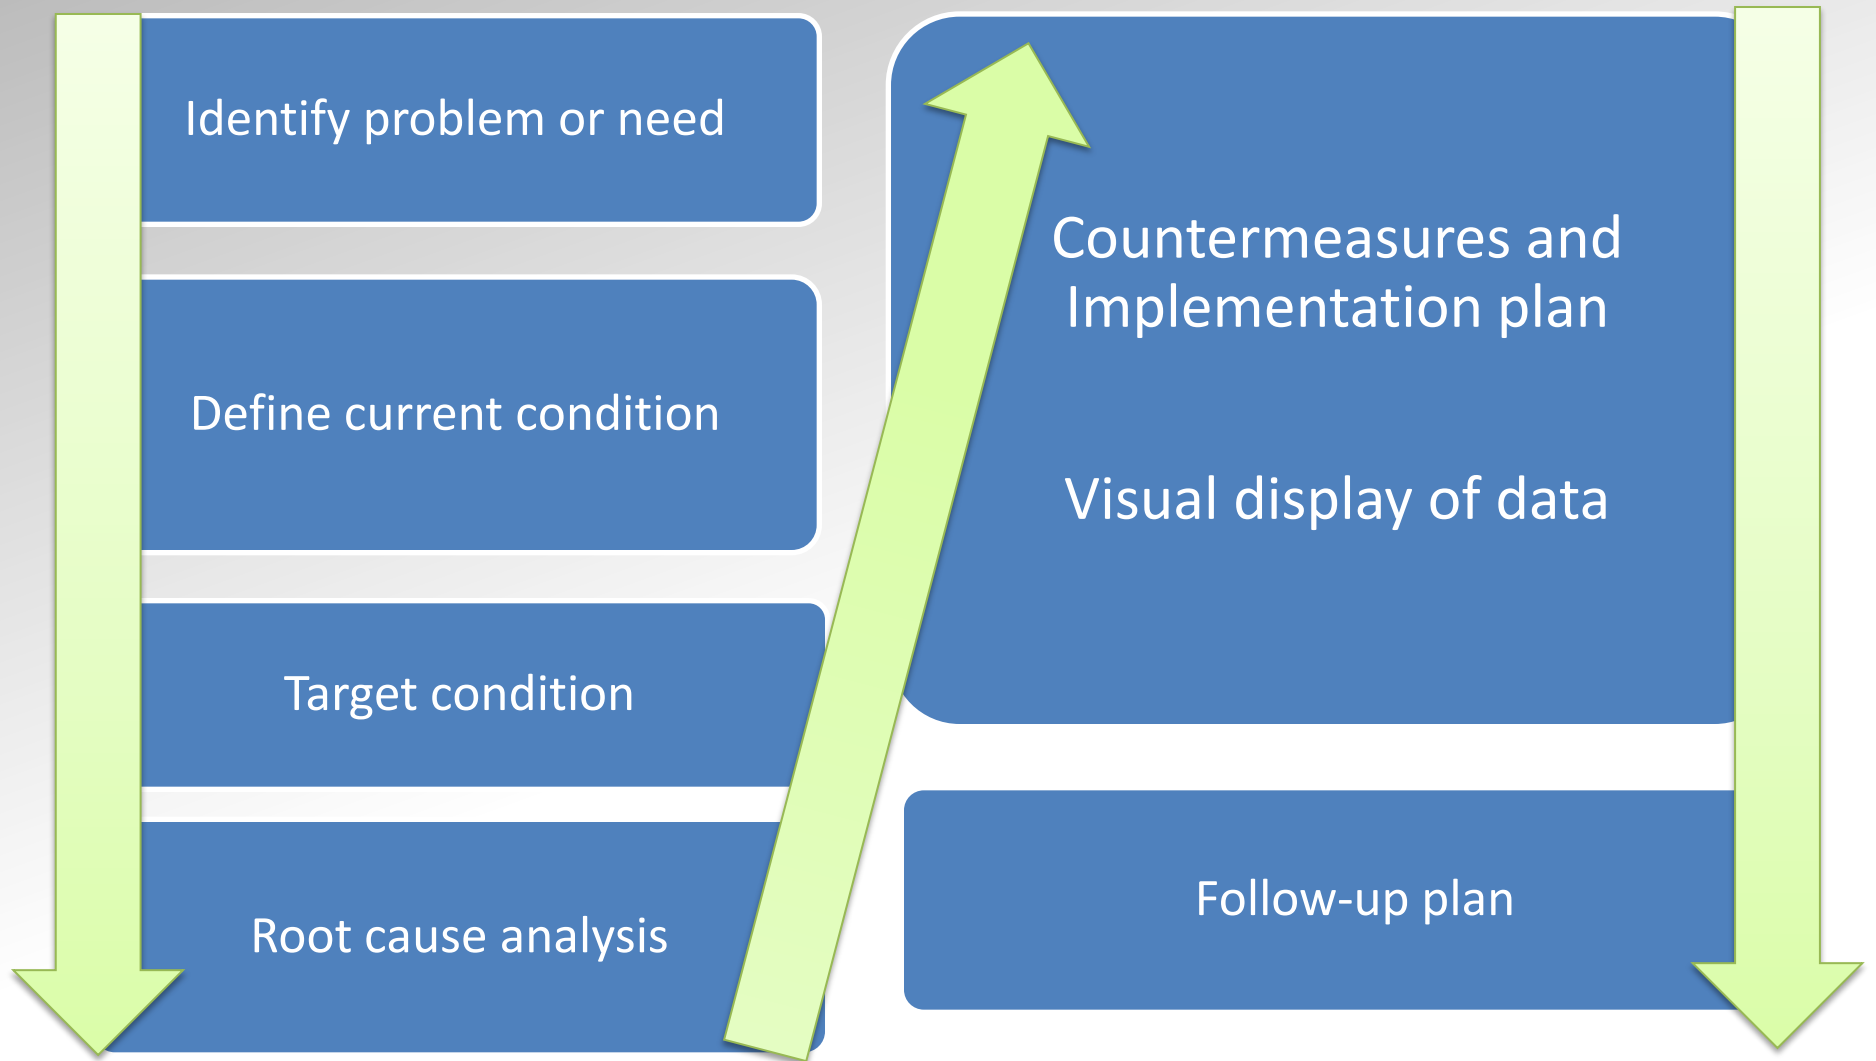 Identify problem or need
Define current condition
Target condition
Root cause analysis
Countermeasures and
Implementation plan
Visual display of data
Follow-up plan